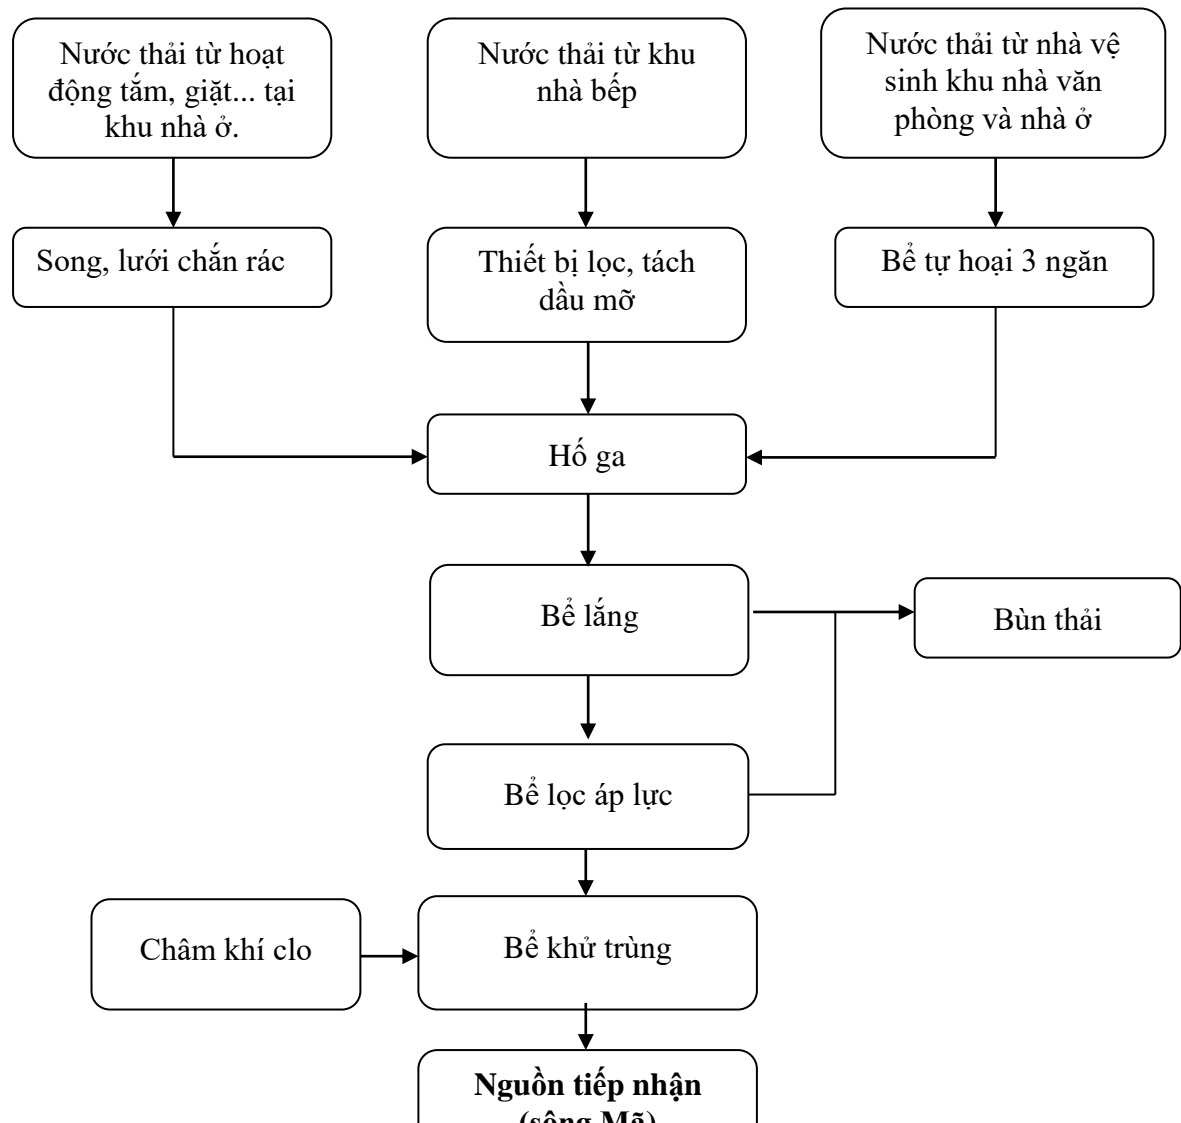 Nước thải từ hoạt
động tắm, giặt... tại
khu nhà ở.
Nước thải từ khu
nhà bếp
Nước thải từ nhà vệ
sinh khu nhà văn
phòng và nhà ở
Song, lưới chắn rác
Thiết bị lọc, tách
dầu mỡ
Bể tự hoại 3 ngăn
Hố ga
Bể lắng
Bùn thải
Bể lọc áp lực
Châm khí clo
Bể khử trùng
Nguồn tiếp nhận
(sông Mã)